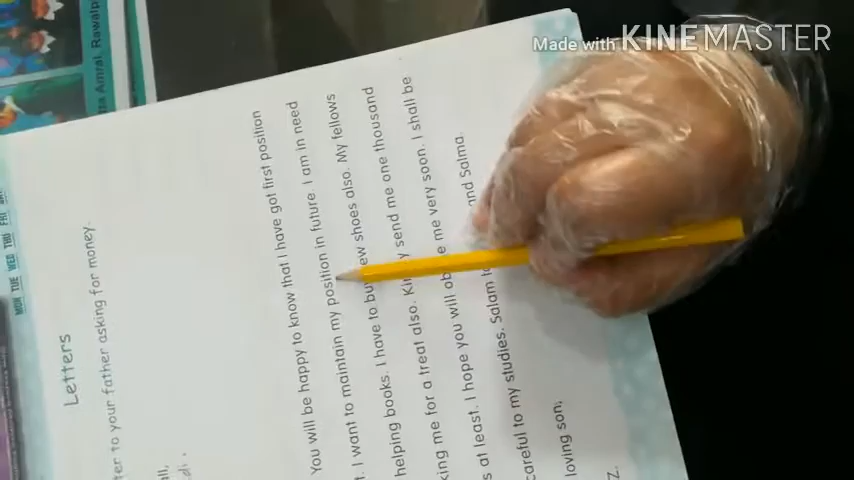 Made with KINEMASTER
Amral, Rawalp
MON TUE WED THU FRI
Letters
ter to your father asking for money.
ll,
di.
You will be happy to know that I have got first position
t. I want to maintain my position in future. I am in need
helping books. I have to bu ew shoes also. My fellows
king me for a treat also. Ki y send me one thousand
s at least. I hope you will ob e me very soon. I shall be
careful to my studies. Salam to nd Salma.
loving son,
Z.